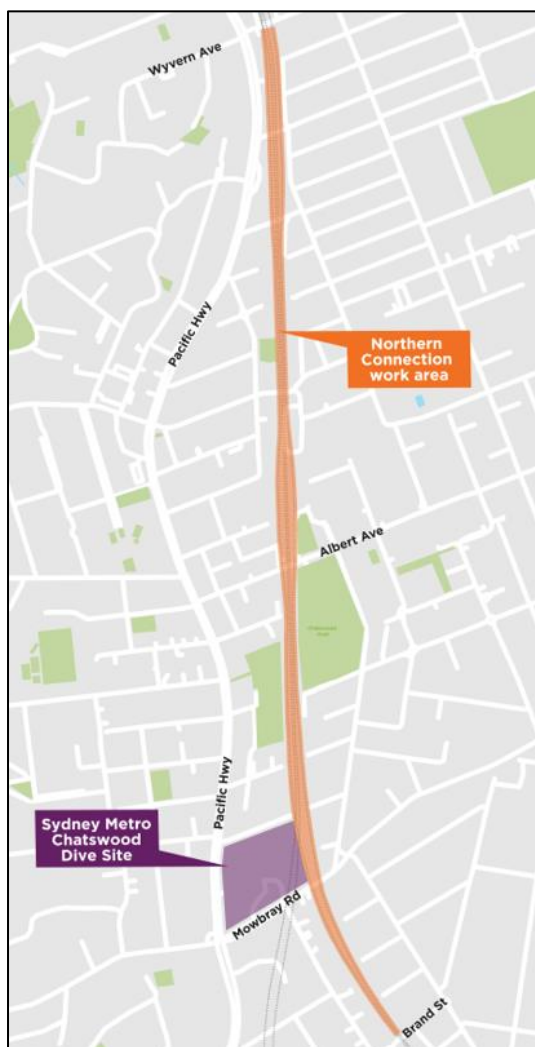 Wyvern Ave
Pacific Hwy
Northern
Connection
work area
Albert Ave
Pacific Hwy
Sydney Metro
Chatswood
Dive Site
Mowbray Rd
Brand St